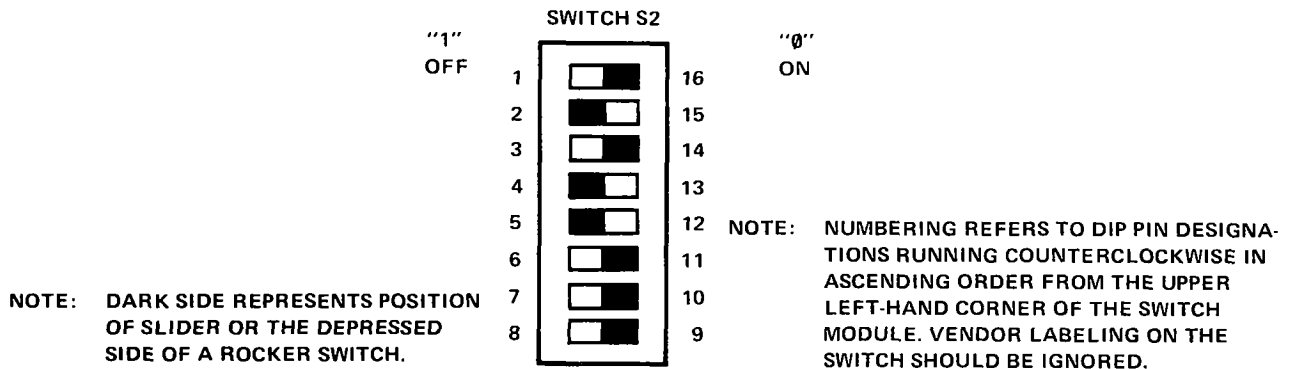 SWITCH S2
"1"
OFF
"0"
ON
1 16
2 15
3 14
4 13
5 12
6 11
7 10
8 9
NOTE: DARK SIDE REPRESENTS POSITION
OF SLIDER OR THE DEPRESSED
SIDE OF A ROCKER SWITCH.
NOTE: NUMBERING REFERS TO DIP PIN DESIGNA-
TIONS RUNNING COUNTERCLOCKWISE IN
ASCENDING ORDER FROM THE UPPER
LEFT-HAND CORNER OF THE SWITCH
MODULE. VENDOR LABELING ON THE
SWITCH SHOULD BE IGNORED.